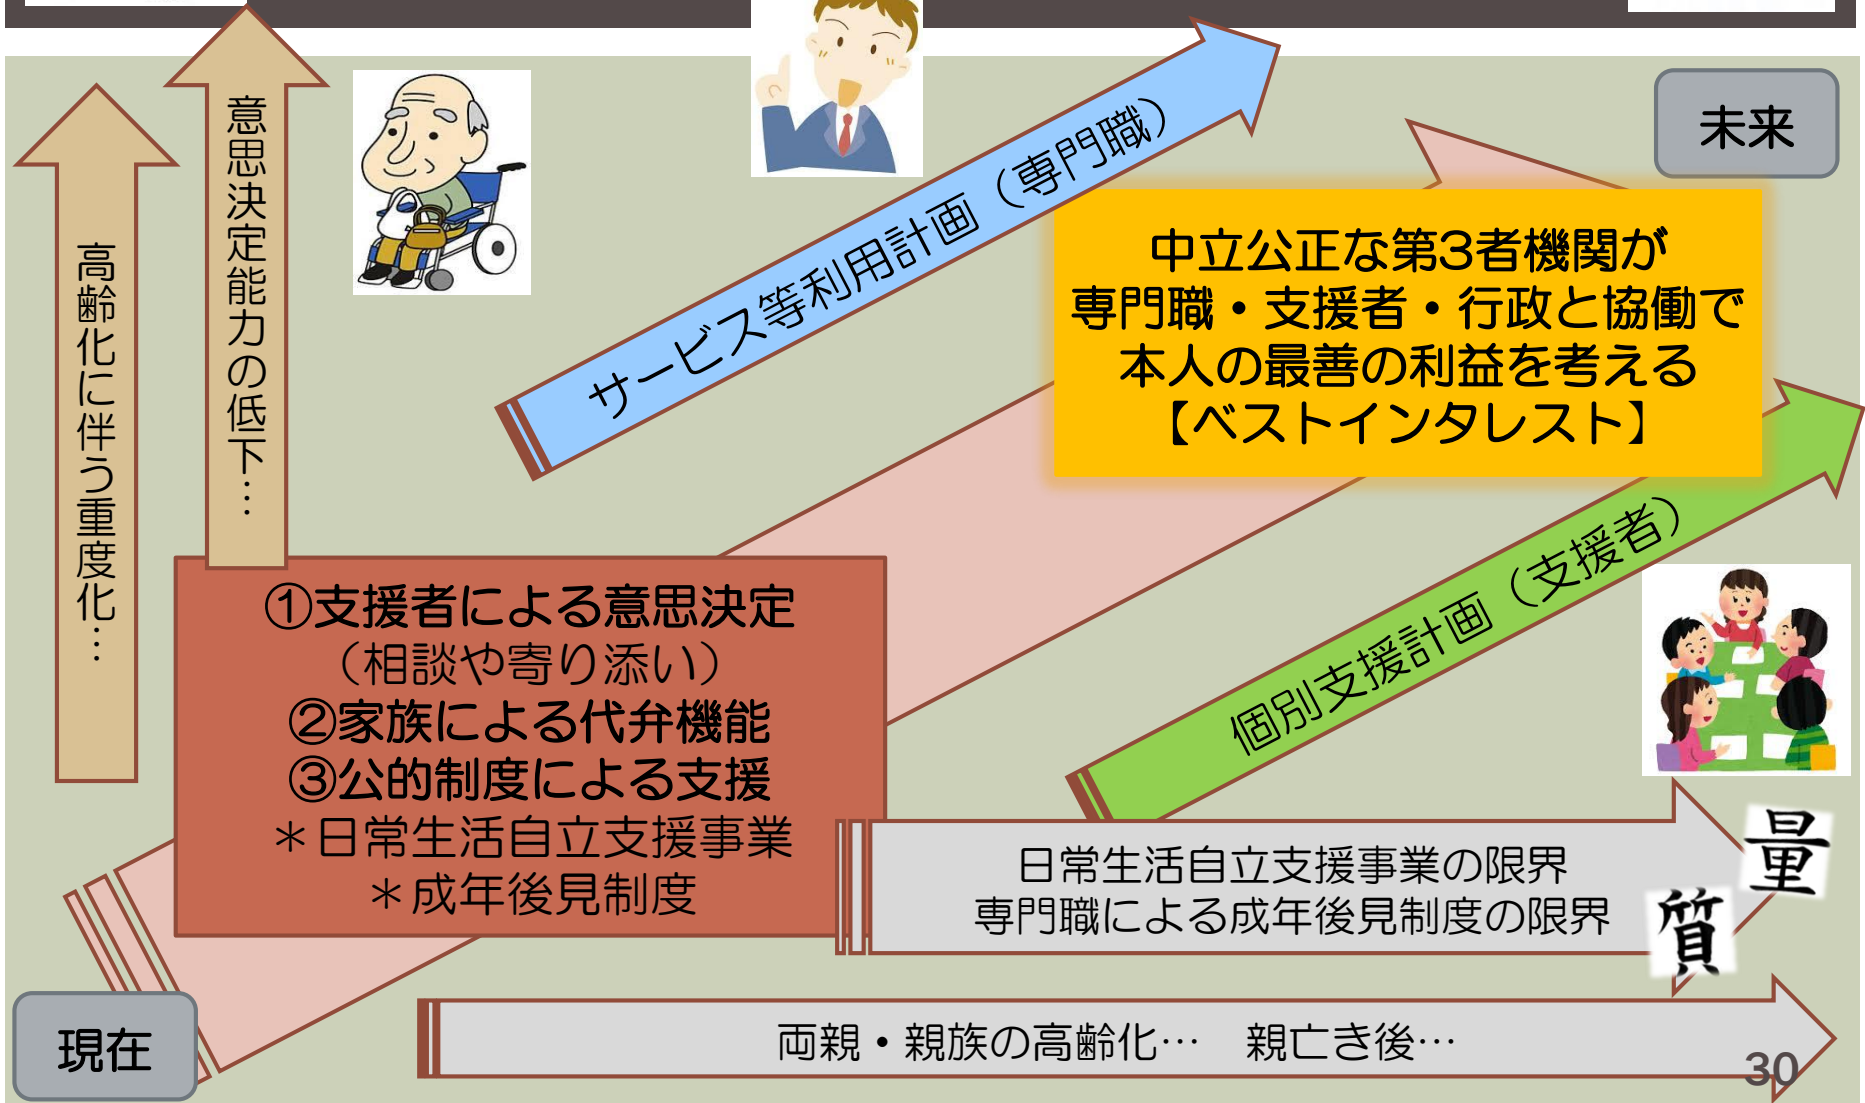 未来
高齢化に伴う重度化…
意思決定能力の低下…
サービス等利用計画（専門職）
中立公正な第3者機関が
専門職・支援者・行政と協働で
本人の最善の利益を考える
【ベストインタレスト】
個別支援計画（支援者）
①支援者による意思決定
（相談や寄り添い）
②家族による代弁機能
③公的制度による支援
＊日常生活自立支援事業
＊成年後見制度
日常生活自立支援事業の限界
専門職による成年後見制度の限界
量
質
現在
両親・親族の高齢化…　親亡き後…
30